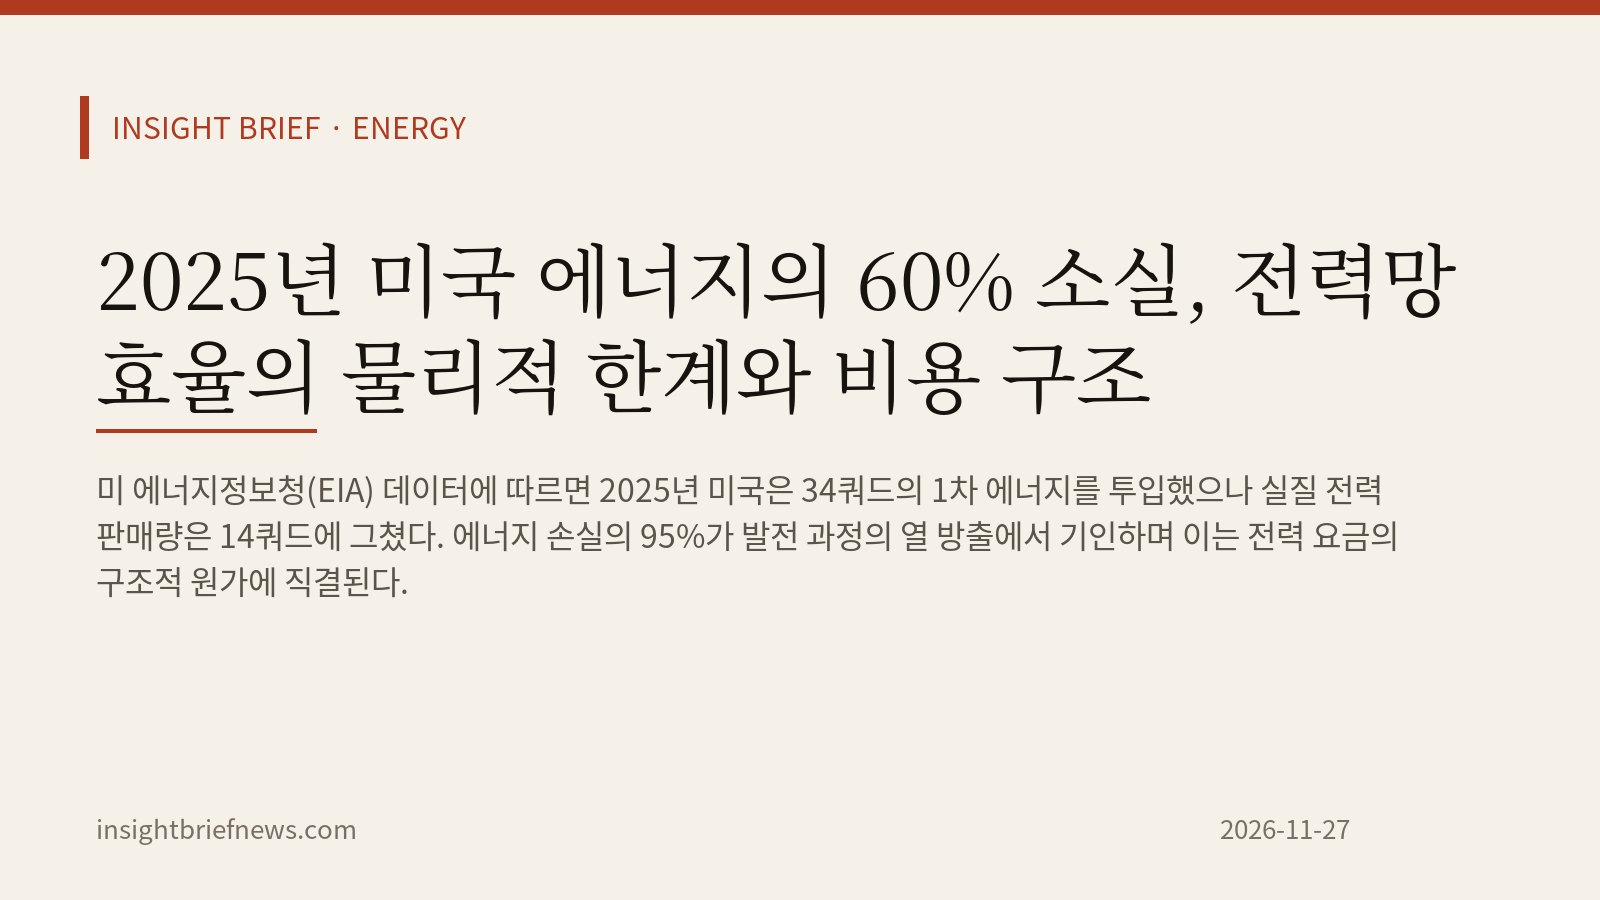 INSIGHT BRIEF · ENERGY
2025년 미국 에너지의 60% 소실, 전력망
효율의 물리적 한계와 비용 구조
미 에너지정보청(EIA) 데이터에 따르면 2025년 미국은 34쿼드의 1차 에너지를 투입했으나 실질 전력
판매량은 14쿼드에 그쳤다. 에너지 손실의 95%가 발전 과정의 열 방출에서 기인하며 이는 전력 요금의
구조적 원가에 직결된다.
insightbriefnews.com
2026-11-27